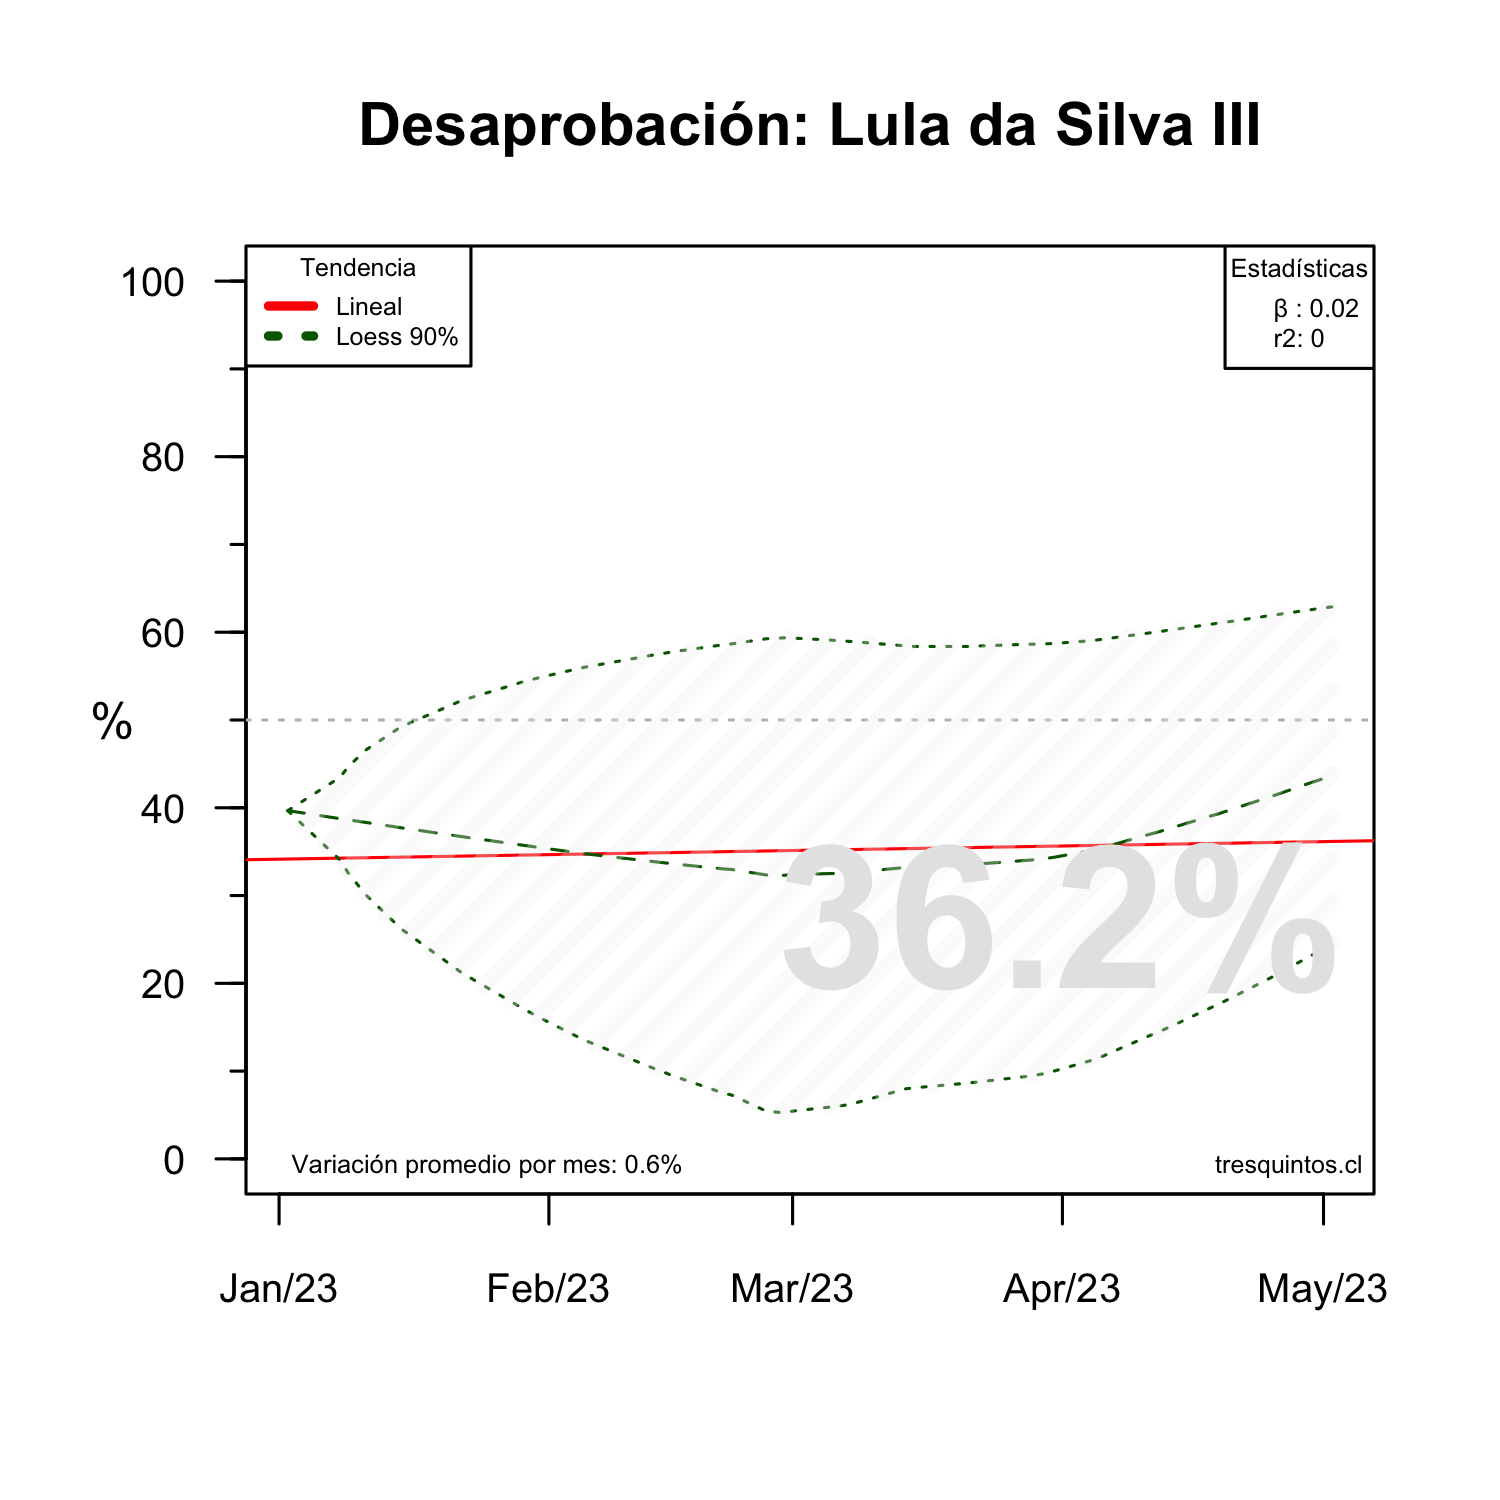 Desaprobación: Lula da Silva III
Tendencia
Lineal
Loess 90%
Estadísticas
β : 0.02
r2: 0
100
80
60
%
40
20
0
36.2%
Variación promedio por mes: 0.6%
tresquintos.cl
Jan/23
Feb/23
Mar/23
Apr/23
May/23